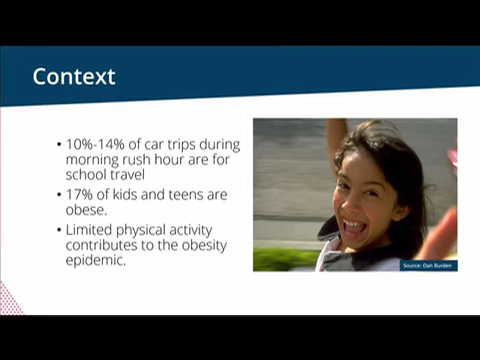 Context
• 10%-14% of car trips during
morning rush hour are for
school travel
• 17% of kids and teens are
obese.
• Limited physical activity
contributes to the obesity
epidemic.
Source: Dan Burden